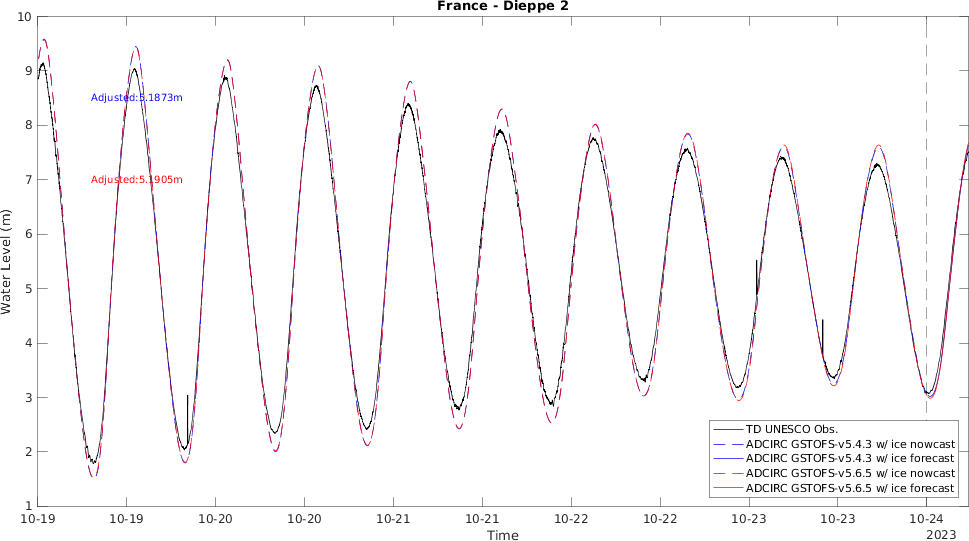 France - Dieppe 2
10
9
8
7
6
5
4
3
2
1
Water Level (m)
Adjusted:5.1873m
Adjusted:5.1905m
TD UNESCO Obs.
ADCIRC GSTOFS-v5.4.3 w/ ice nowcast
ADCIRC GSTOFS-v5.4.3 w/ ice forecast
ADCIRC GSTOFS-v5.6.5 w/ ice nowcast
ADCIRC GSTOFS-v5.6.5 w/ ice forecast
10-19 10-19 10-20 10-20 10-21 10-21 10-22 10-22 10-23 10-23 10-24
2023
Time